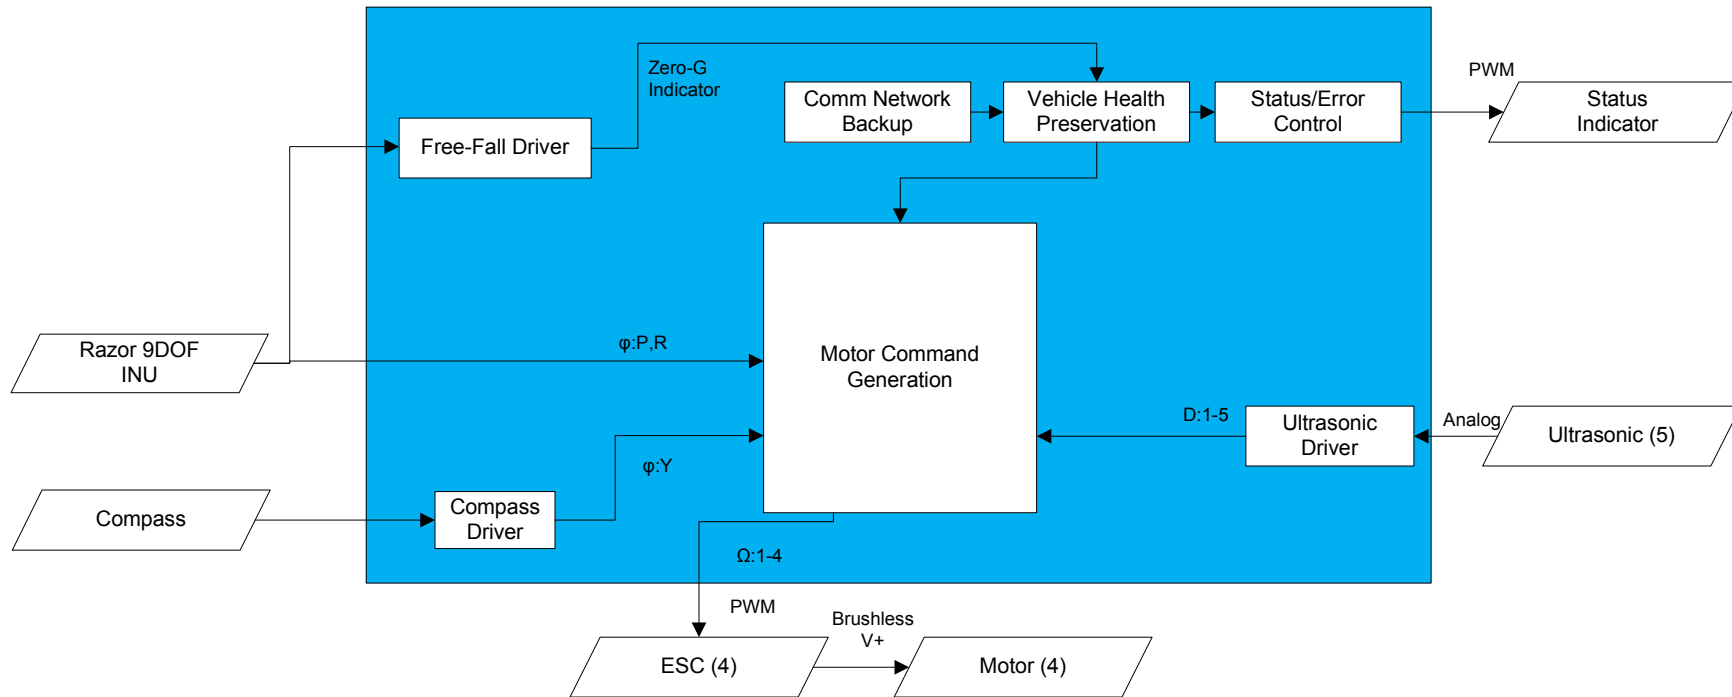 Zero-G
Indicator
PWM
Comm Network
Backup
Vehicle Health
Preservation
Status/Error
Control
Status
Indicator
Free-Fall Driver
Razor 9DOF
INU
φ:P,R
Motor Command
Generation
D:1-5
Ultrasonic
Driver
Analog
Ultrasonic (5)
φ:Y
Compass
Compass
Driver
Ω:1-4
PWM
Brushless
V+
ESC (4)
Motor (4)